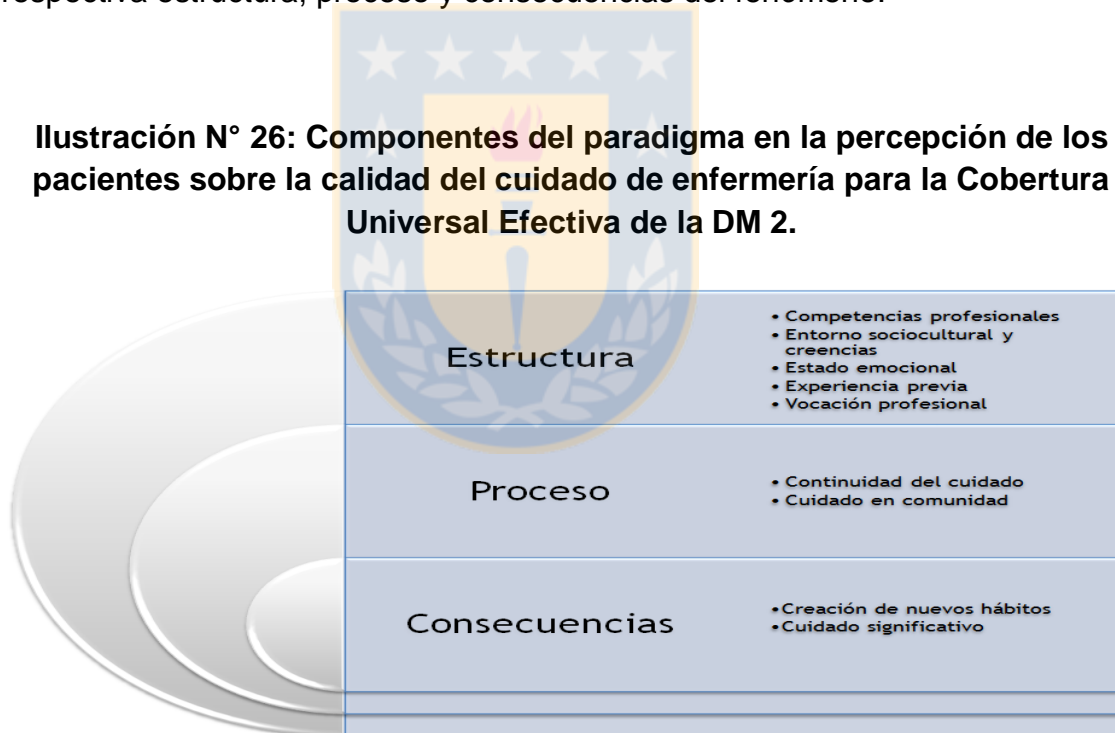 respectiva estructura, proceso y consecuencias del fenómeno.
Ilustración N° 26: Componentes del paradigma en la percepción de los
pacientes sobre la calidad del cuidado de enfermería para la Cobertura
Universal Efectiva de la DM 2.
Estructura
• Competencias profesionales
• Entorno sociocultural y
creencias
• Estado emocional
• Experiencia previa
• Vocación profesional
Proceso
• Continuidad del cuidado
• Cuidado en comunidad
Consecuencias
•Creación de nuevos hábitos
•Cuidado significativo